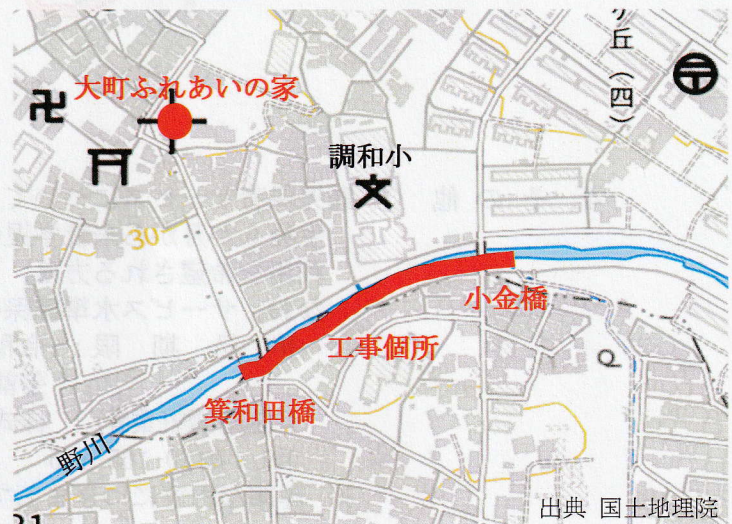 ヶ丘（四）
大町ふれあいの家
調和小
30
小金橋
工事個所
箕和田橋
野川
出典 国土地理院